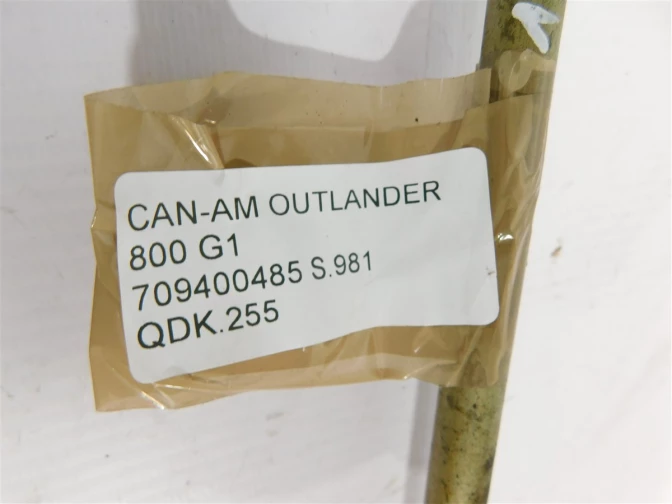 CAN-AM OUTLANDER
800 G1
709400485 S.981
QDK.255